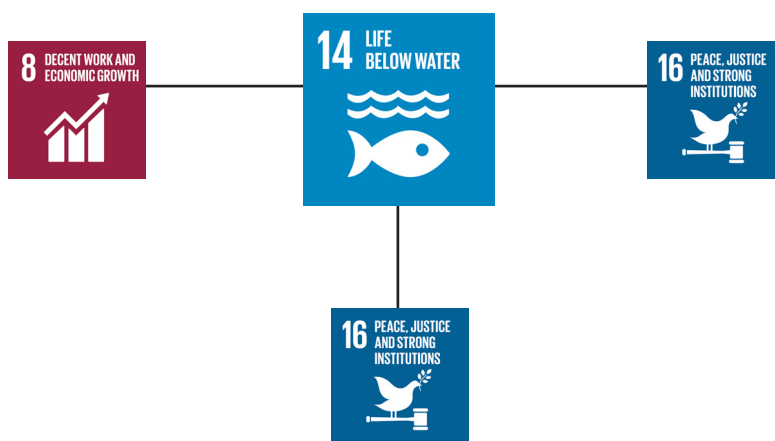 8 DECENT WORK AND
ECONOMIC GROWTH
14 LIFE
BELOW WATER
16 PEACE, JUSTICE
AND STRONG
INSTITUTIONS
16 PEACE, JUSTICE
AND STRONG
INSTITUTIONS